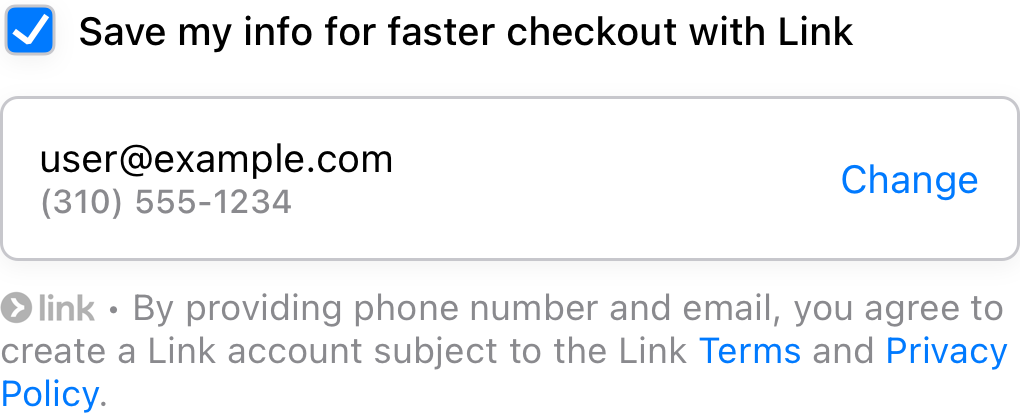 Save my info for faster checkout with Link
user@example.com
(310) 555-1234
Change
link • By providing phone number and email, you agree to
create a Link account subject to the Link Terms and Privacy
Policy.